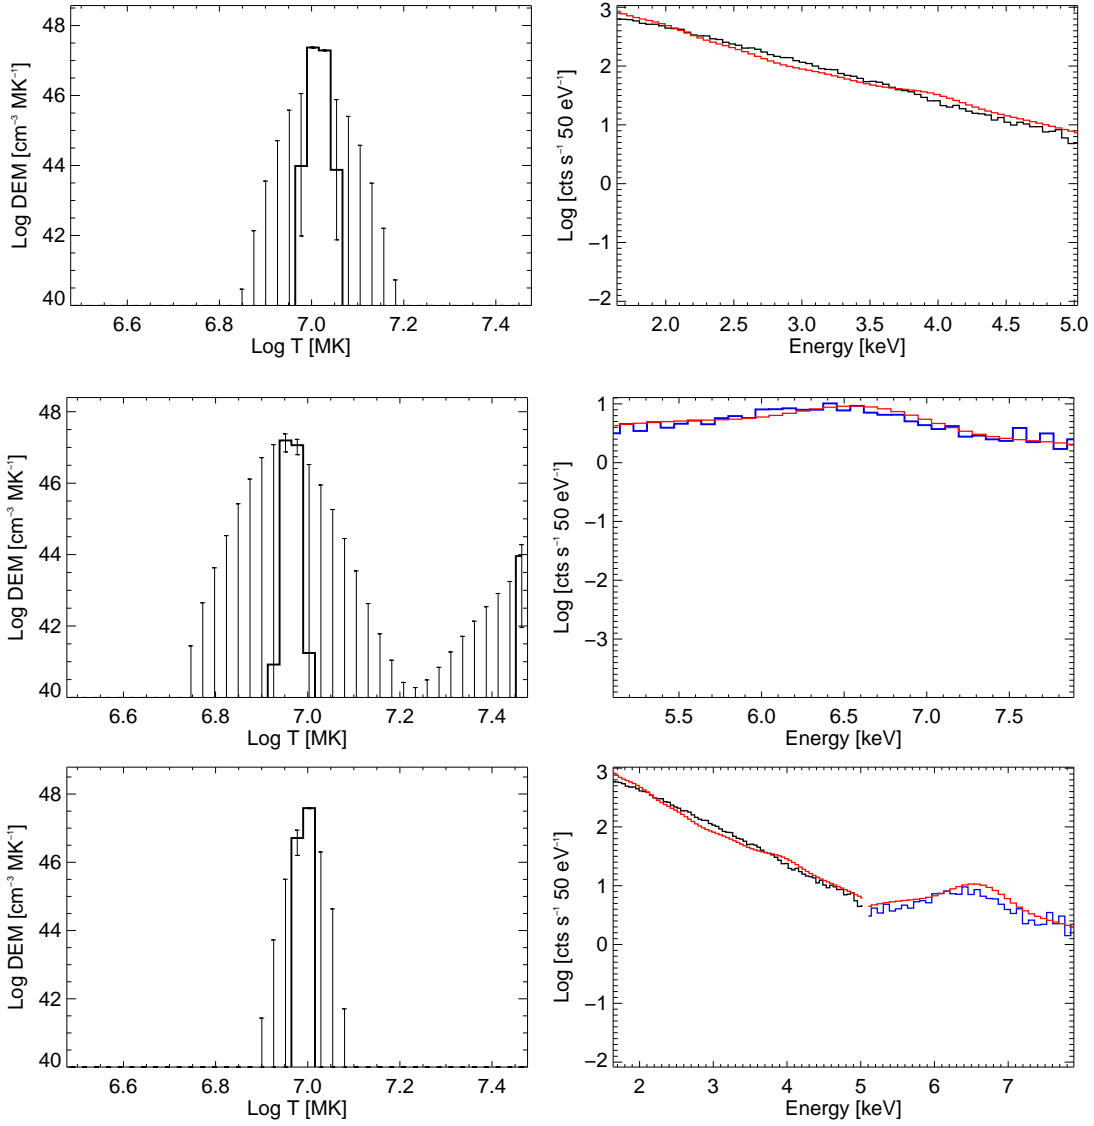 48
46
44
42
40
6.6 6.8 7.0 7.2 7.4
Log T [MK]
Log DEM [cm⁻³ MK⁻¹]
3
2
1
0
−1
−2
2.0 2.5 3.0 3.5 4.0 4.5 5.0
Energy [keV]
Log [cts s⁻¹ 50 eV⁻¹]
48
46
44
42
40
6.6 6.8 7.0 7.2 7.4
Log T [MK]
Log DEM [cm⁻³ MK⁻¹]
1
0
−1
−2
−3
5.5 6.0 6.5 7.0 7.5
Energy [keV]
Log [cts s⁻¹ 50 eV⁻¹]
48
46
44
42
40
6.6 6.8 7.0 7.2 7.4
Log T [MK]
Log DEM [cm⁻³ MK⁻¹]
3
2
1
0
−1
−2
2 3 4 5 6 7
Energy [keV]
Log [cts s⁻¹ 50 eV⁻¹]